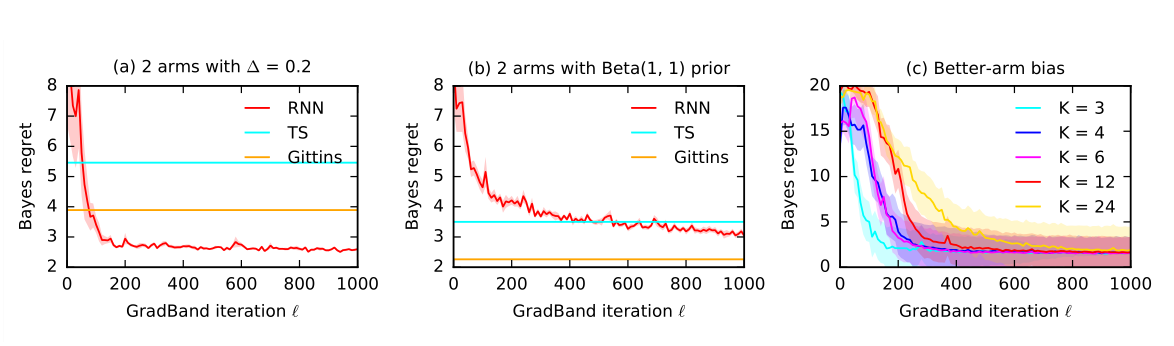 (a) 2 arms with Δ = 0.2
8
7
6
5
4
3
2
Bayes regret
RNN
TS
Gittins
0
200
400
600
800
1000
GradBand iteration ℓ
(b) 2 arms with Beta(1, 1) prior
8
7
6
5
4
3
2
Bayes regret
RNN
TS
Gittins
0
200
400
600
800
1000
GradBand iteration ℓ
(c) Better-arm bias
20
15
10
5
0
Bayes regret
K = 3
K = 4
K = 6
K = 12
K = 24
0
200
400
600
800
1000
GradBand iteration ℓ